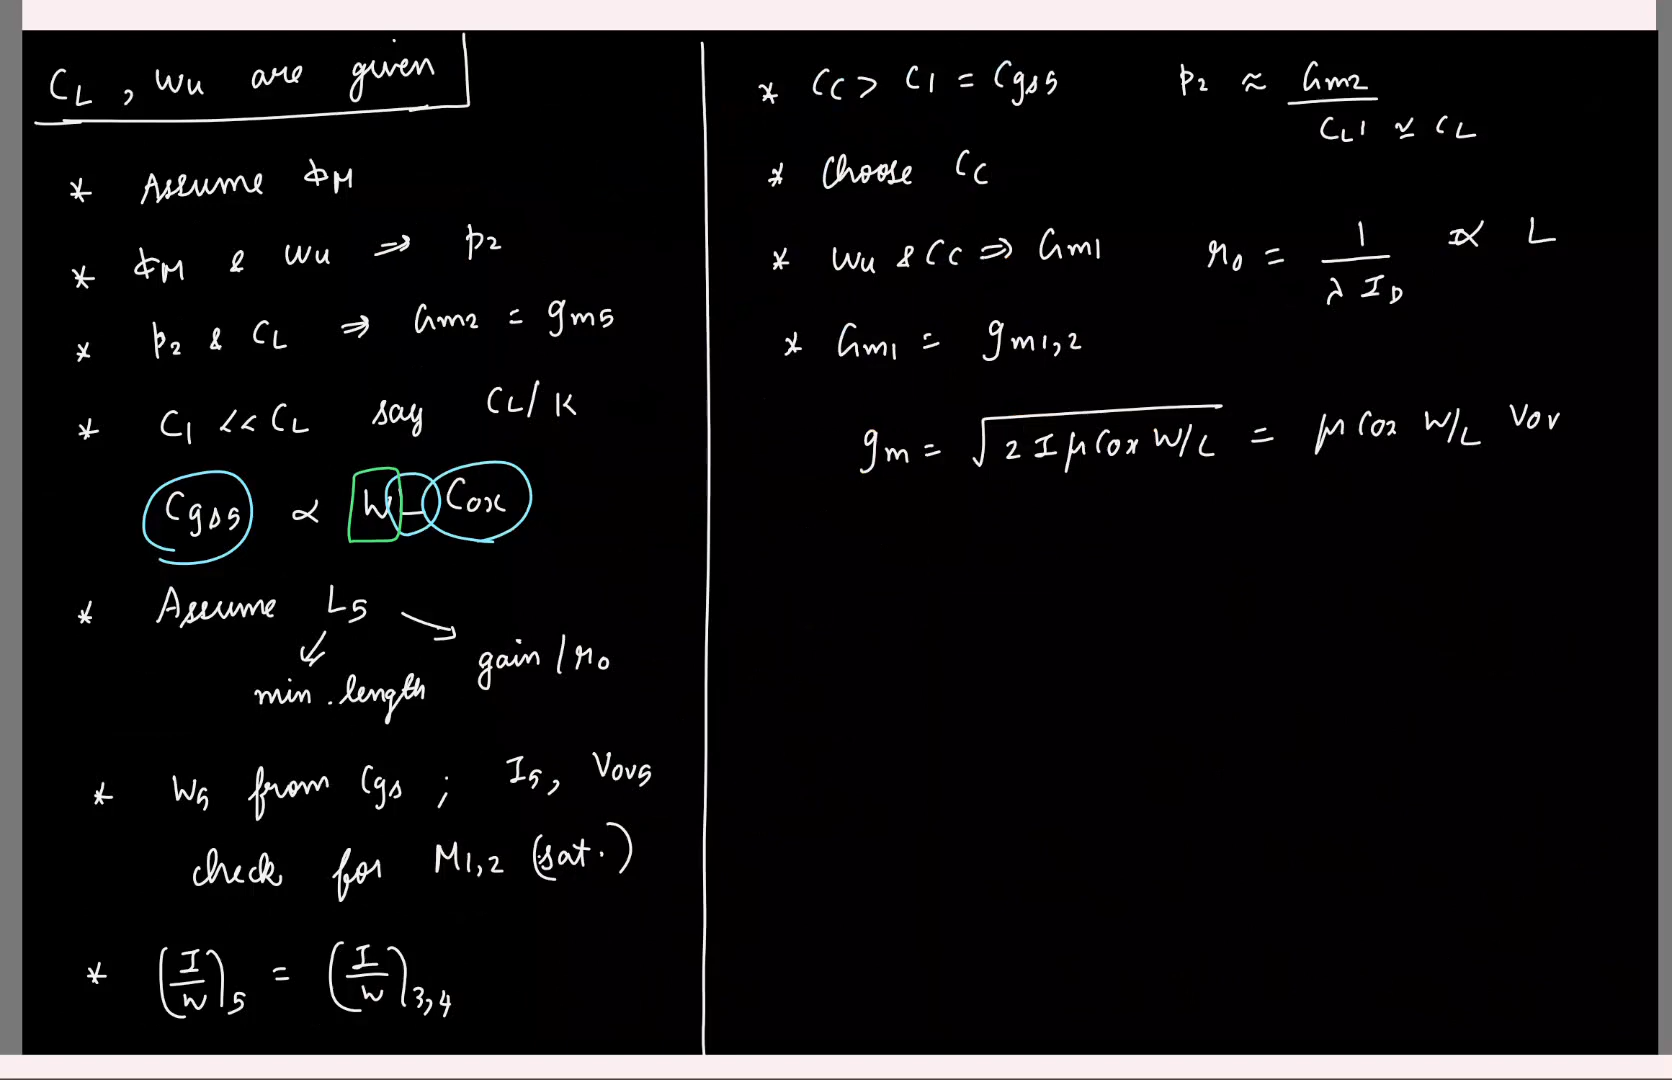 CL, ωu are given
* Assume ϕM
* ϕM & ωu ⇒ p2
* p2 & CL ⇒ Gm2 = gm5
* C1 << CL say CL/K
Cgs5 ∝ W L Cox
* Assume L5
min. length
gain / r0
* W5 from Cgs ; I5, Vov5
check for M1,2 (sat.)
* (I/W)5 = (I/W)3,4
* CC > C1 = Cgs5
p2 ≈ Gm2 / CL1 ≃ CL
* Choose CC
* ωu & CC ⇒ Gm1
r0 = 1 / λ ID ∝ L
* Gm1 = gm1,2
gm = √2 I μ Cox W/L = μ Cox W/L Vov